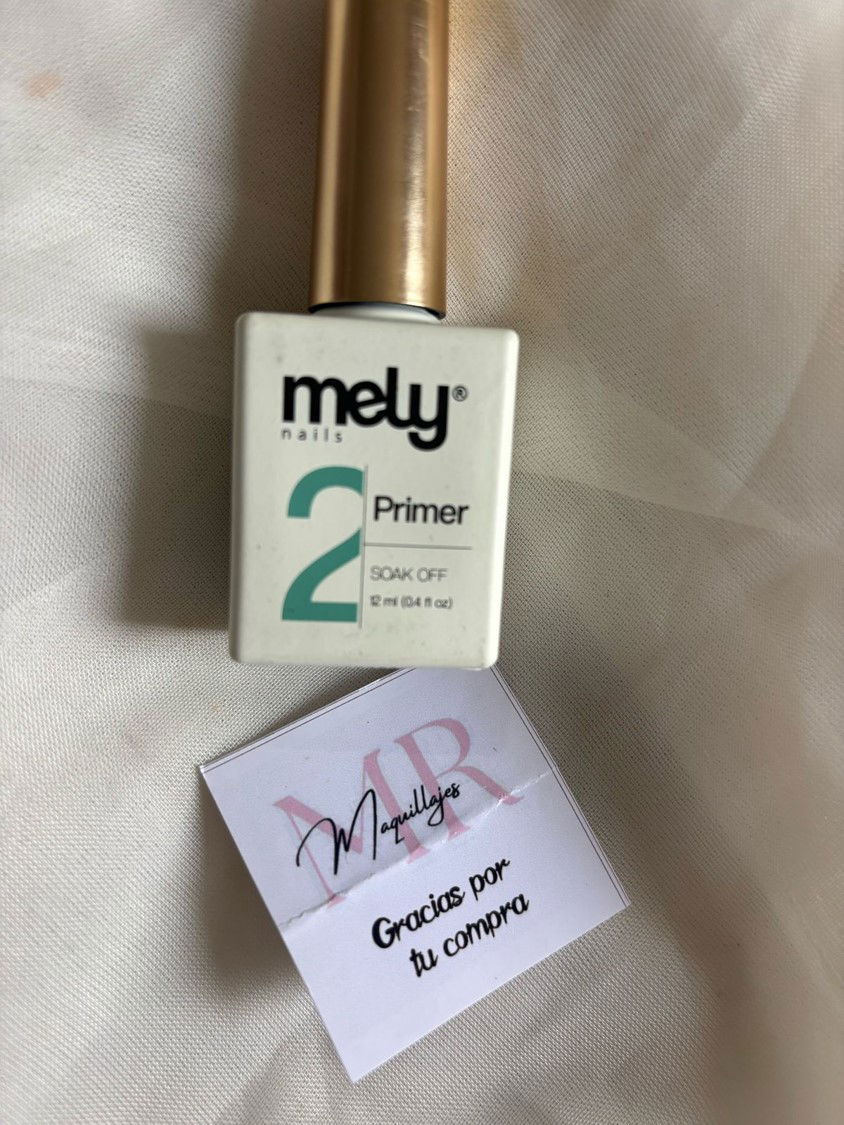 mely®
nails
2
Primer
SOAK OFF
12 ml (0.4 fl oz)
MR
Maquillajes
Gracias por
tu compra